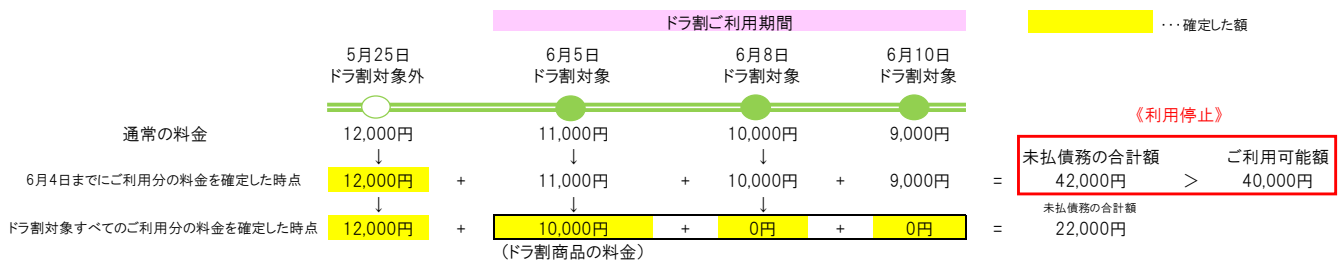 ドラ割ご利用期間
･･･確定した額
5月25日 6月5日 6月8日 6月10日
ドラ割対象外 ドラ割対象 ドラ割対象 ドラ割対象
《利用停止》
通常の料金 12,000円 11,000円 10,000円 9,000円
↓ ↓ ↓
未払債務の合計額 ご利用可能額
6月4日までにご利用分の料金を確定した時点 12,000円 + 11,000円 + 10,000円 + 9,000円 = 42,000円 > 40,000円
↓ ↓ ↓
未払債務の合計額
ドラ割対象すべてのご利用分の料金を確定した時点 12,000円 + 10,000円 + 0円 + 0円 = 22,000円
(ドラ割商品の料金)